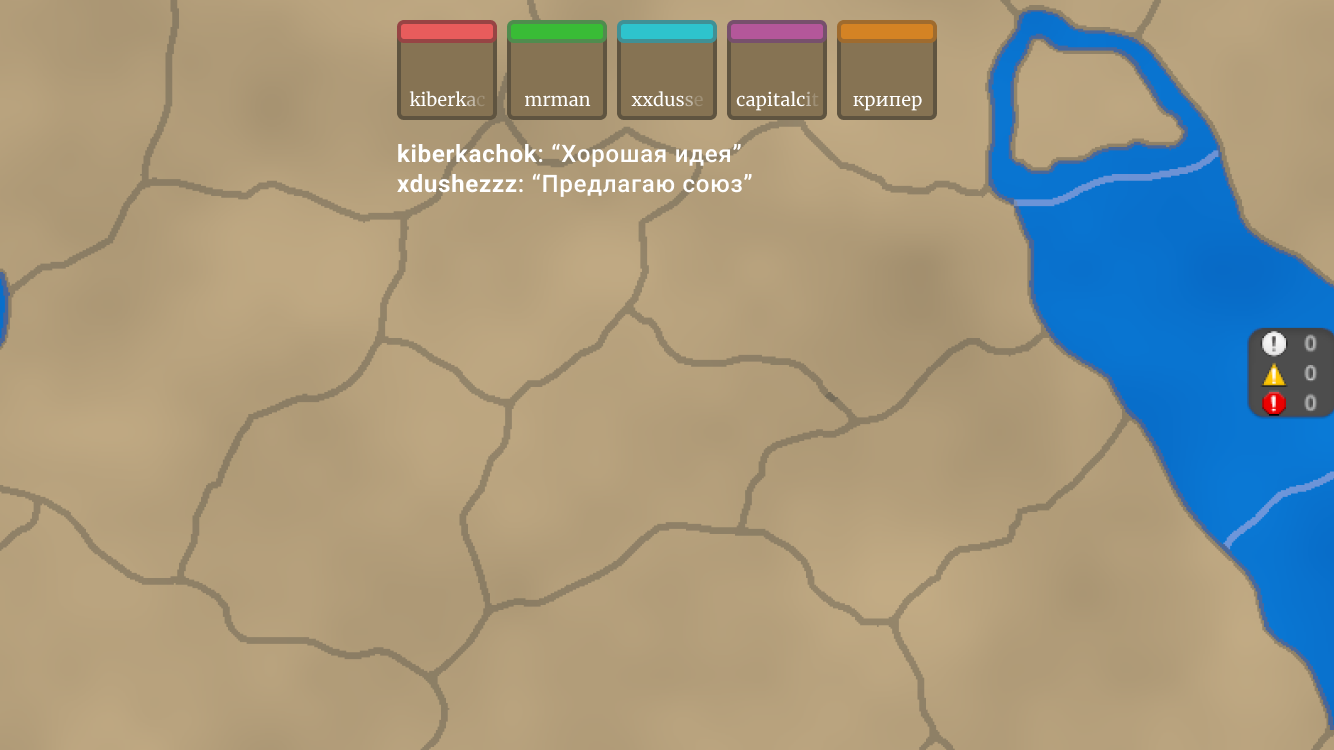 kiberkac
mrman
xxdusse
capitalcit
крипер
kiberkachok: “Хорошая идея”
xdushezzz: “Предлагаю союз”
0
0
0